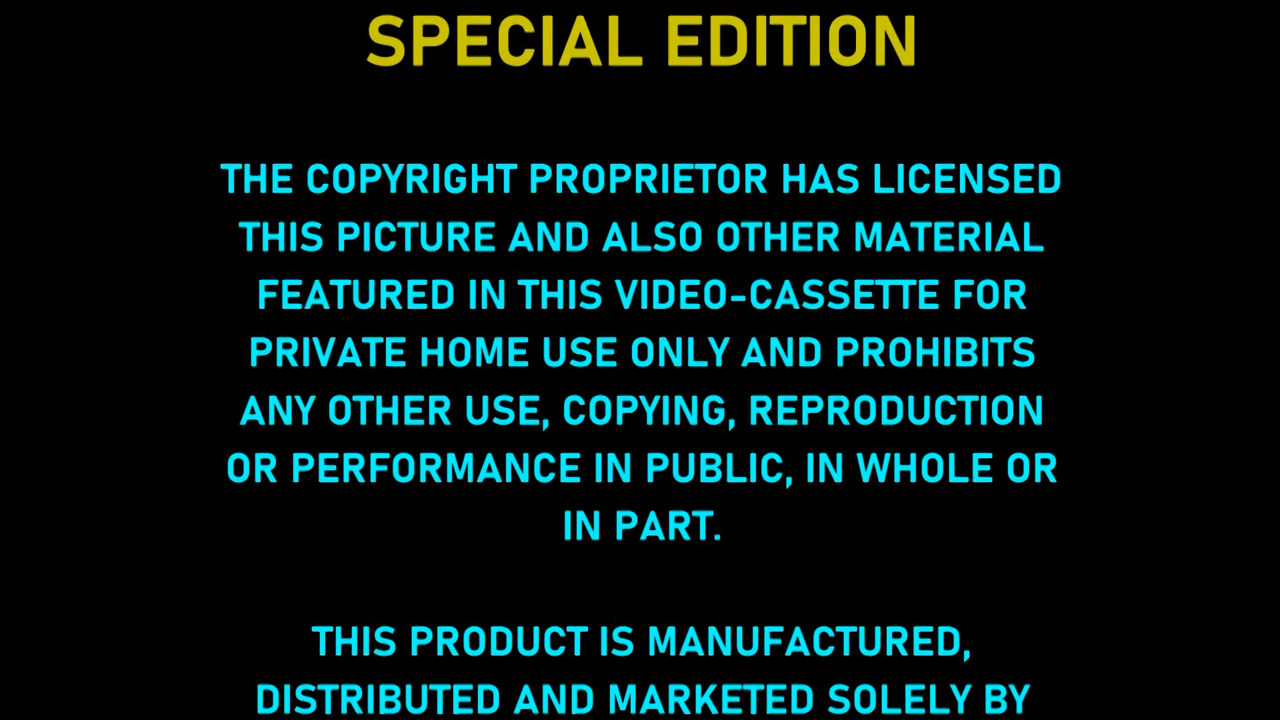 SPECIAL EDITION
THE COPYRIGHT PROPRIETOR HAS LICENSED
THIS PICTURE AND ALSO OTHER MATERIAL
FEATURED IN THIS VIDEO-CASSETTE FOR
PRIVATE HOME USE ONLY AND PROHIBITS
ANY OTHER USE, COPYING, REPRODUCTION
OR PERFORMANCE IN PUBLIC, IN WHOLE OR
IN PART.
THIS PRODUCT IS MANUFACTURED,
DISTRIBUTED AND MARKETED SOLELY BY